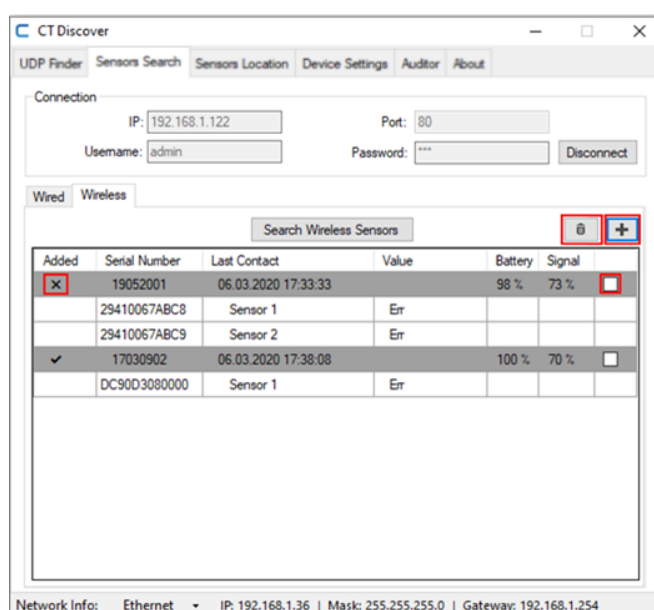 CT Discover
UDP Finder Sensors Search Sensors Location Device Settings Auditor About
Connection
IP: 192.168.1.122 Port: 80
Username: admin Password: *** Disconnect
Wired Wireless
Search Wireless Sensors
Added Serial Number Last Contact Value Battery Signal
19052001 06.03.2020 17:33:33 98 % 73 %
29410067ABC8 Sensor 1 Err
29410067ABC9 Sensor 2 Err
17030902 06.03.2020 17:38:08 100 % 70 %
DC90D3080000 Sensor 1 Err
Network Info: Ethernet IP: 192.168.1.36 | Mask: 255.255.255.0 | Gateway: 192.168.1.254